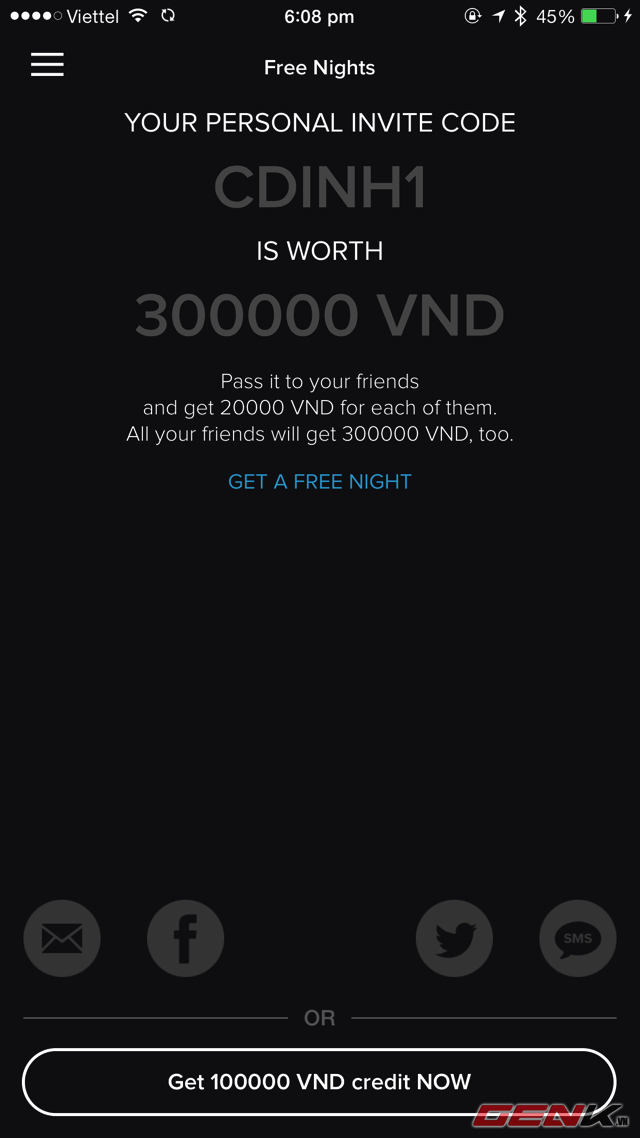 Viettel 6:08 pm 45%
Free Nights
YOUR PERSONAL INVITE CODE
CDINH1
IS WORTH
300000 VND
Pass it to your friends
and get 20000 VND for each of them.
All your friends will get 300000 VND, too.
GET A FREE NIGHT
SMS
OR
Get 100000 VND credit NOW
GENK.VN